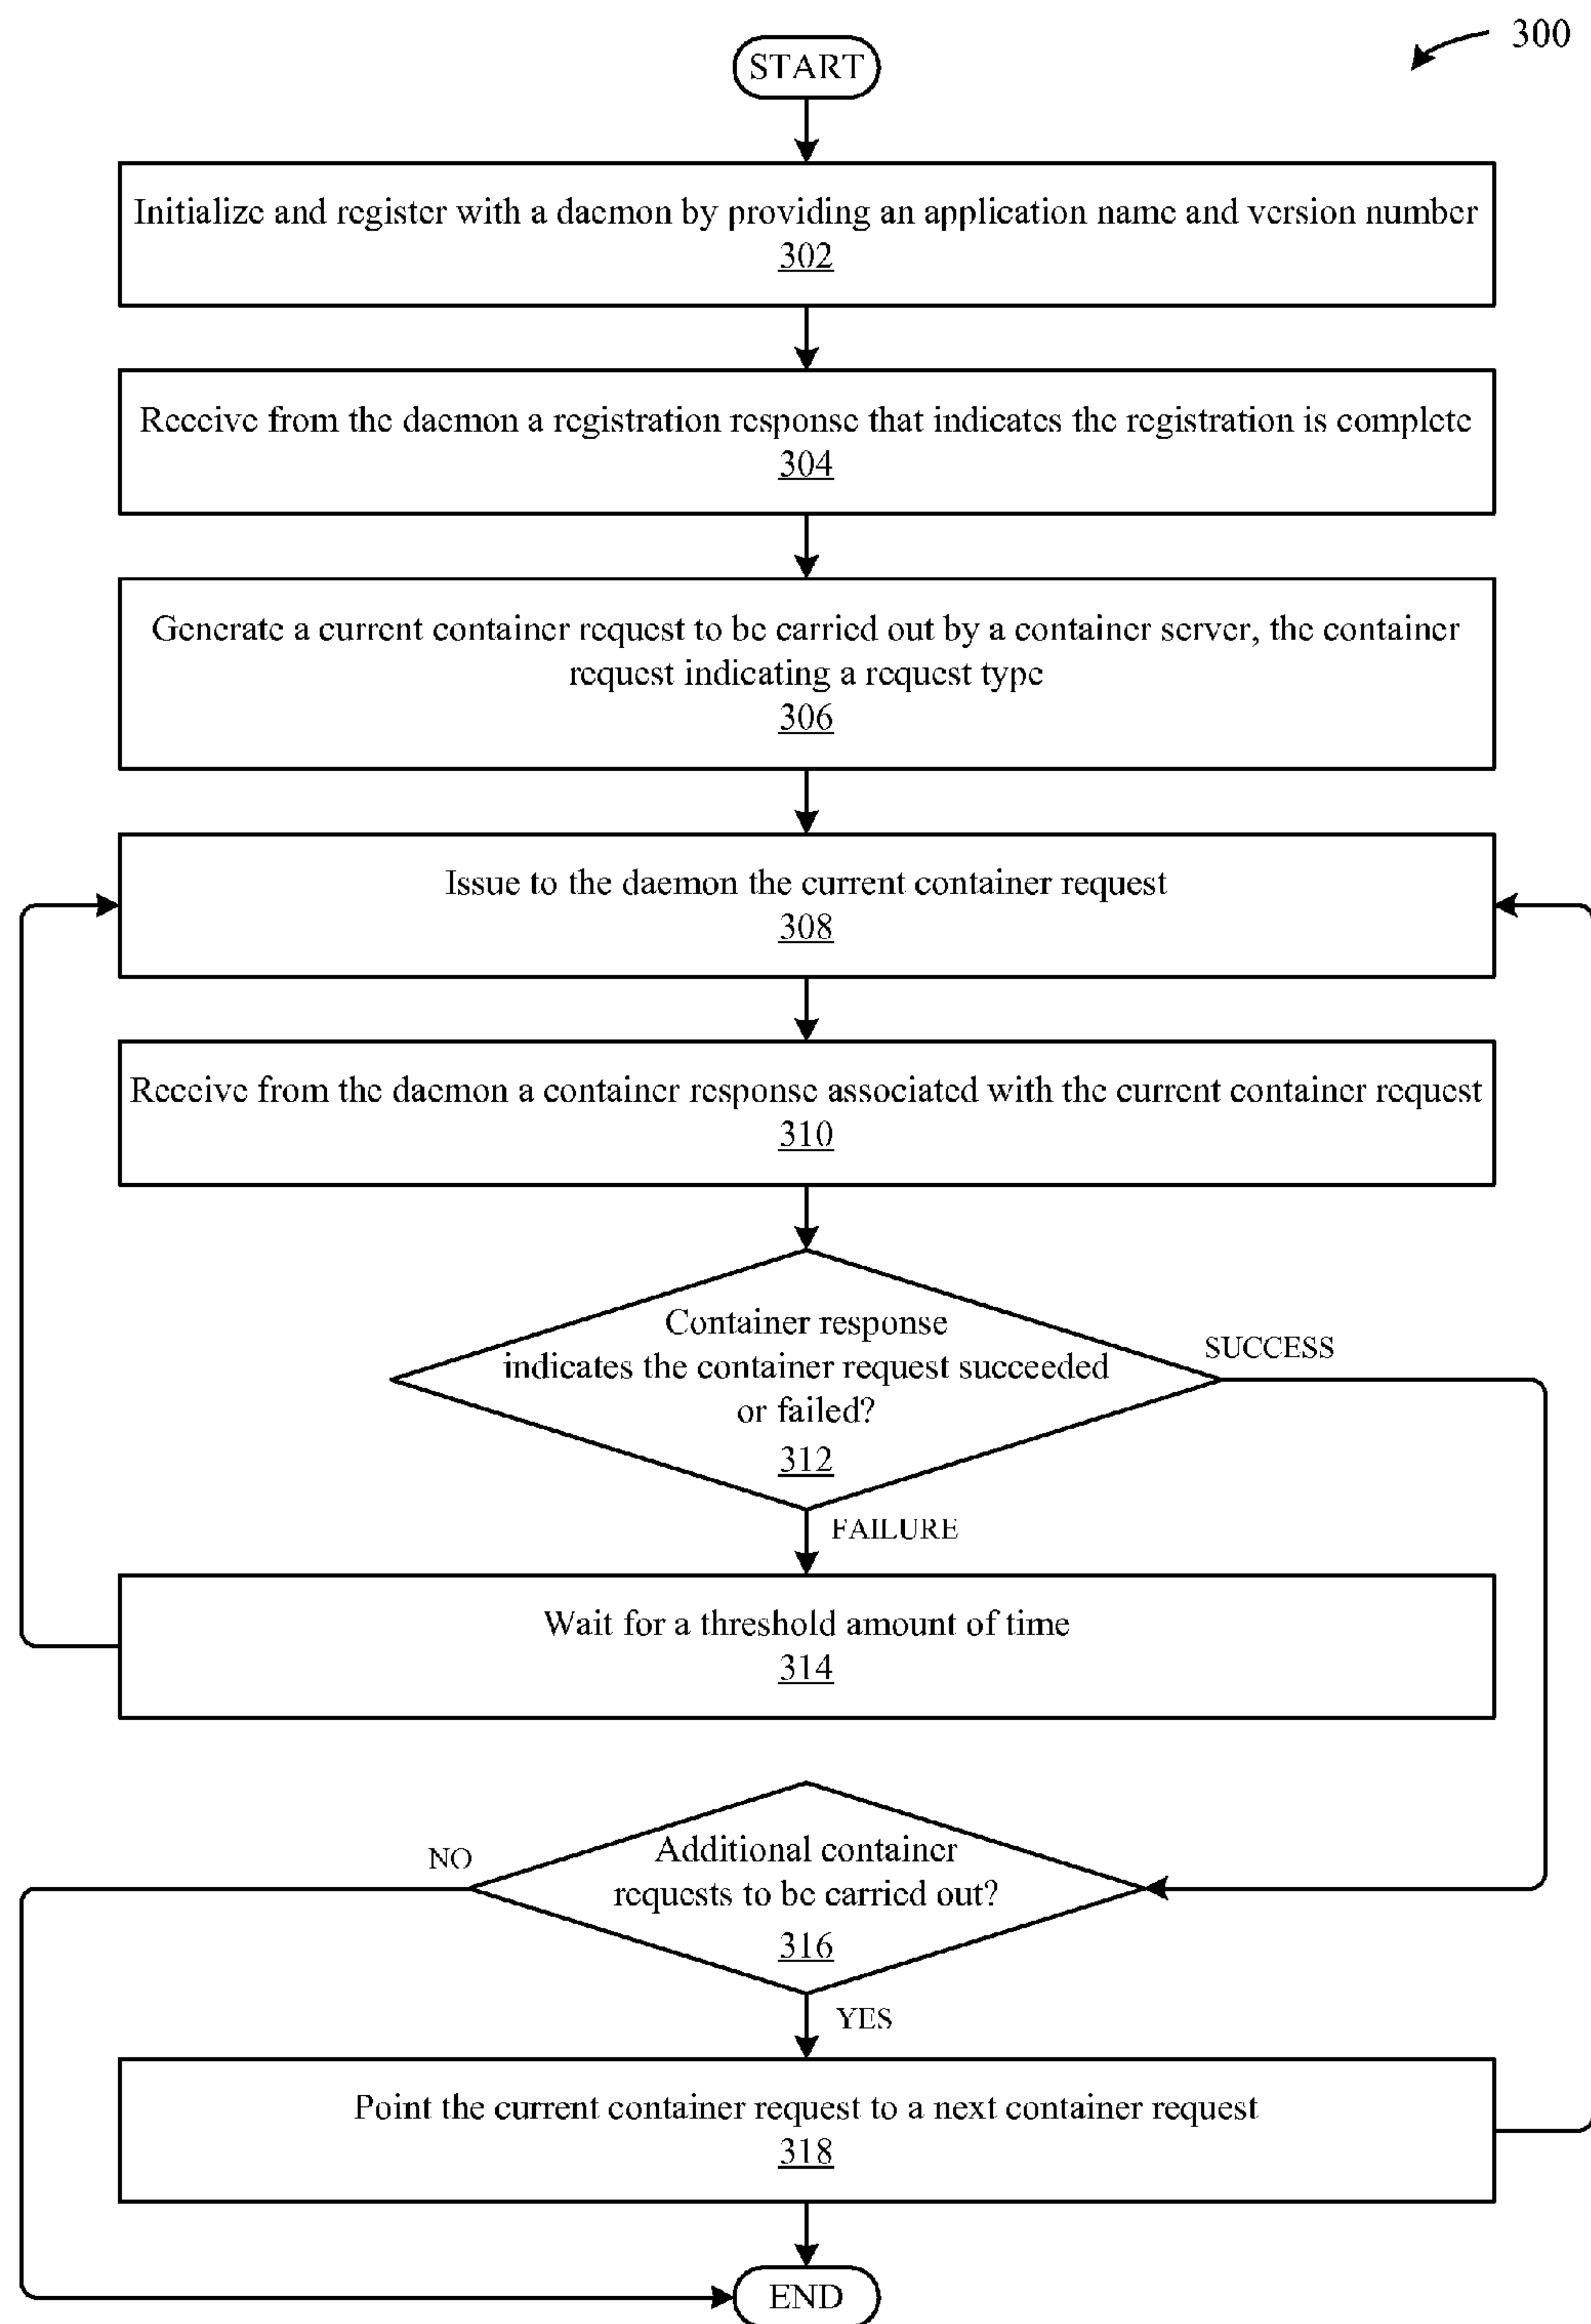 300
START
Initialize and register with a daemon by providing an application name and version number
302
Receive from the daemon a registration response that indicates the registration is complete
304
Generate a current container request to be carried out by a container server, the container
request indicating a request type
306
Issue to the daemon the current container request
308
Receive from the daemon a container response associated with the current container request
310
Container response
indicates the container request succeeded
or failed?
312
SUCCESS
FAILURE
Wait for a threshold amount of time
314
NO
Additional container
requests to be carried out?
316
YES
Point the current container request to a next container request
318
END